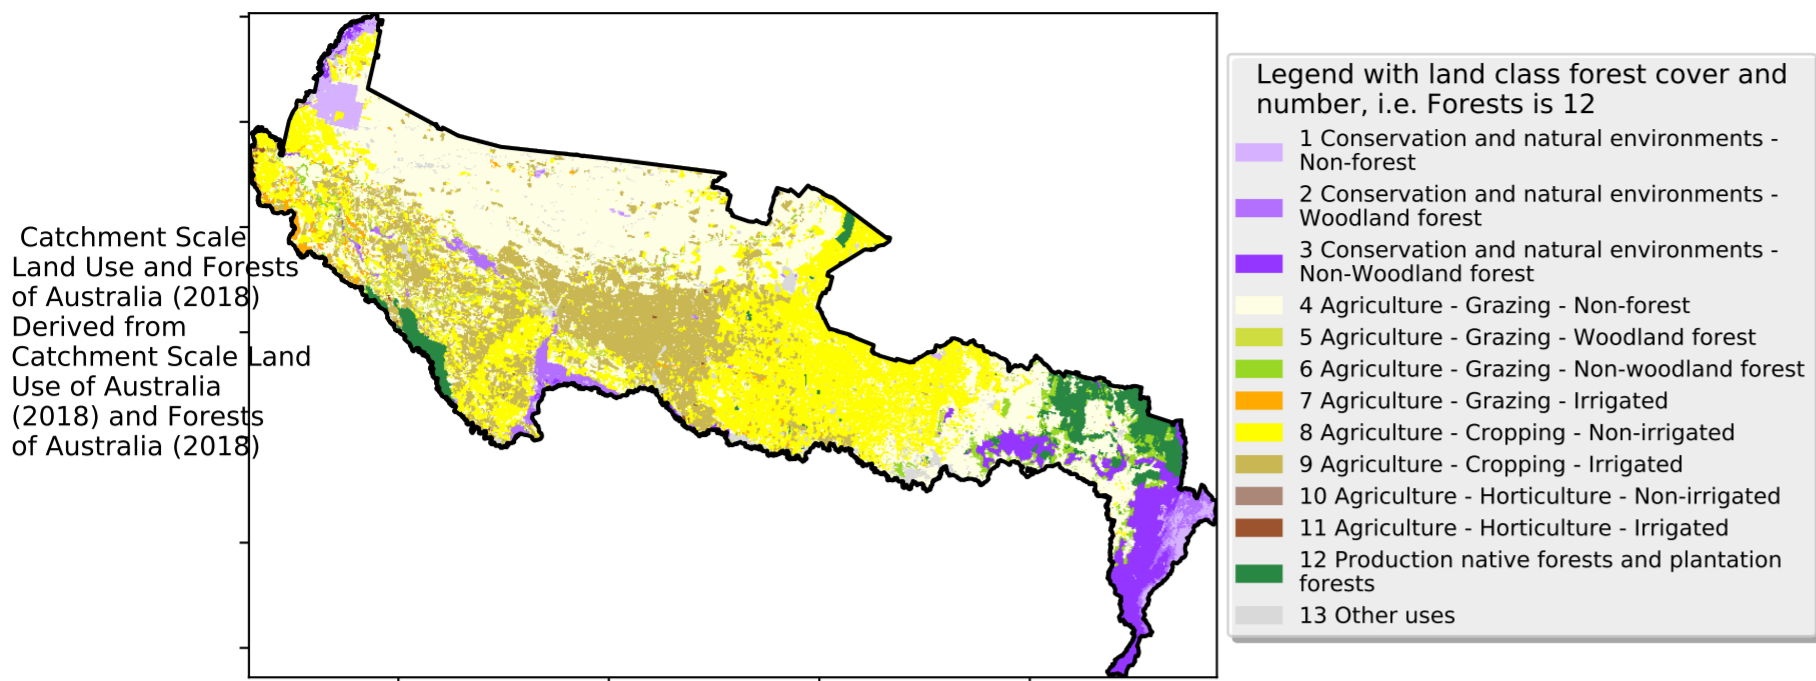 Catchment Scale
Land Use and Forests
of Australia (2018)
Derived from
Catchment Scale Land
Use of Australia
(2018) and Forests
of Australia (2018)
Legend with land class forest cover and
number, i.e. Forests is 12
1 Conservation and natural environments -
Non-forest
2 Conservation and natural environments -
Woodland forest
3 Conservation and natural environments -
Non-Woodland forest
4 Agriculture - Grazing - Non-forest
5 Agriculture - Grazing - Woodland forest
6 Agriculture - Grazing - Non-woodland forest
7 Agriculture - Grazing - Irrigated
8 Agriculture - Cropping - Non-irrigated
9 Agriculture - Cropping - Irrigated
10 Agriculture - Horticulture - Non-irrigated
11 Agriculture - Horticulture - Irrigated
12 Production native forests and plantation
forests
13 Other uses